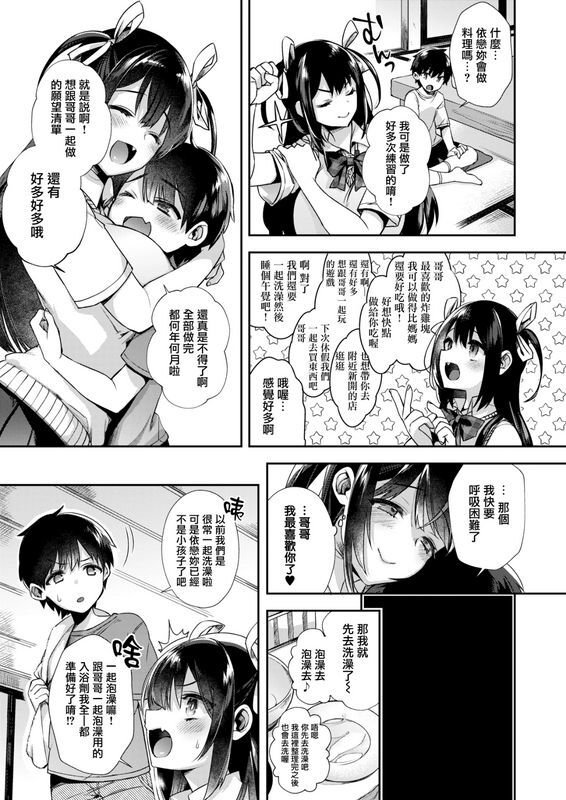 什麼…
依戀妳會做
料理嗎…?
我可是做了
好多次練習的唷!
むんっ
就是說啊!
想跟哥哥一起做
的願望清單
還有
好多好多哦
還真是不得了啊
全部做完
都何年何月啦
哥哥
最喜歡的炸雞塊
我可以做得比媽媽
還要好吃哦!
好想快點
做給你吃喔
也想帶你去
附近新開的店
逛逛
下次休假我們
一起去買東西吧
哥哥
還有啊
還有好多
想跟哥哥一起玩
的遊戲
啊 對了
我們還要
一起洗澡然後
睡個午覺吧!
哦喔…
感覺好多啊
…那個
我快要
呼吸困難了
…哥哥
我最喜歡
你了♥
那我就
先去洗澡了~
泡澡去
泡澡去♪
唔嗯
你先去洗澡吧
我這裡整理完之後
也會去喔
咦
以前我們是
很常一起洗澡啦
可是依戀妳已經
不是小孩子了吧
啥
一起泡澡嘛!
跟哥哥一起泡澡用的
入浴劑我全ー都
準備好了唷!?